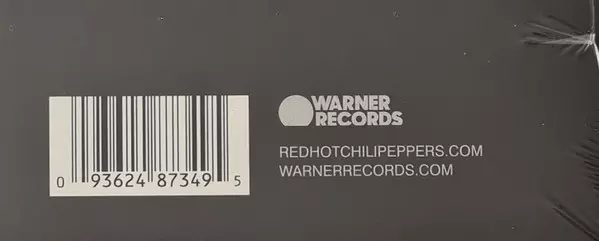 WARNER
RECORDS
REDHOTCHILIPEPPERS.COM
WARNERRECORDS.COM
0 93624 87349 5